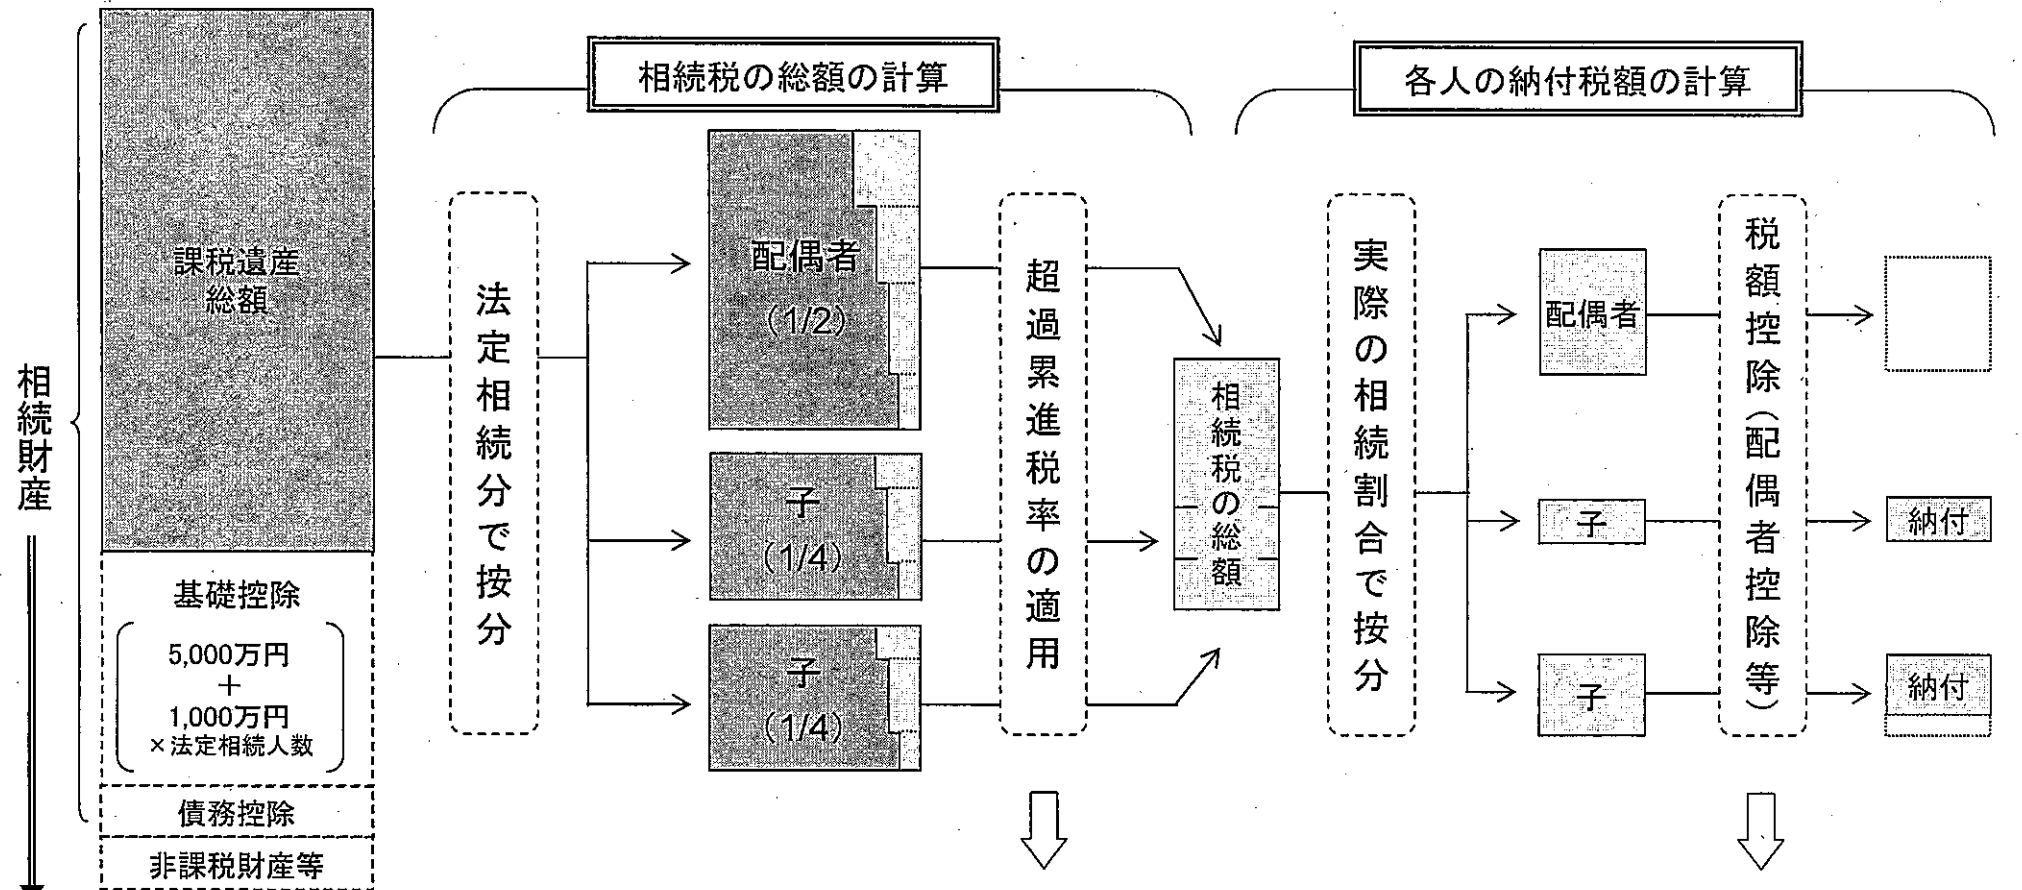 相続財産
課税遺産
総額
基礎控除
5,000万円
+
1,000万円
×法定相続人数
債務控除
非課税財産等
相続税の総額の計算
法定相続分で按分
配偶者
(1/2)
子
(1/4)
子
(1/4)
超過累進税率の適用
相続税の総額
各人の納付税額の計算
実際の相続割合で按分
配偶者
子
子
税額控除(配偶者控除等)
納付
納付